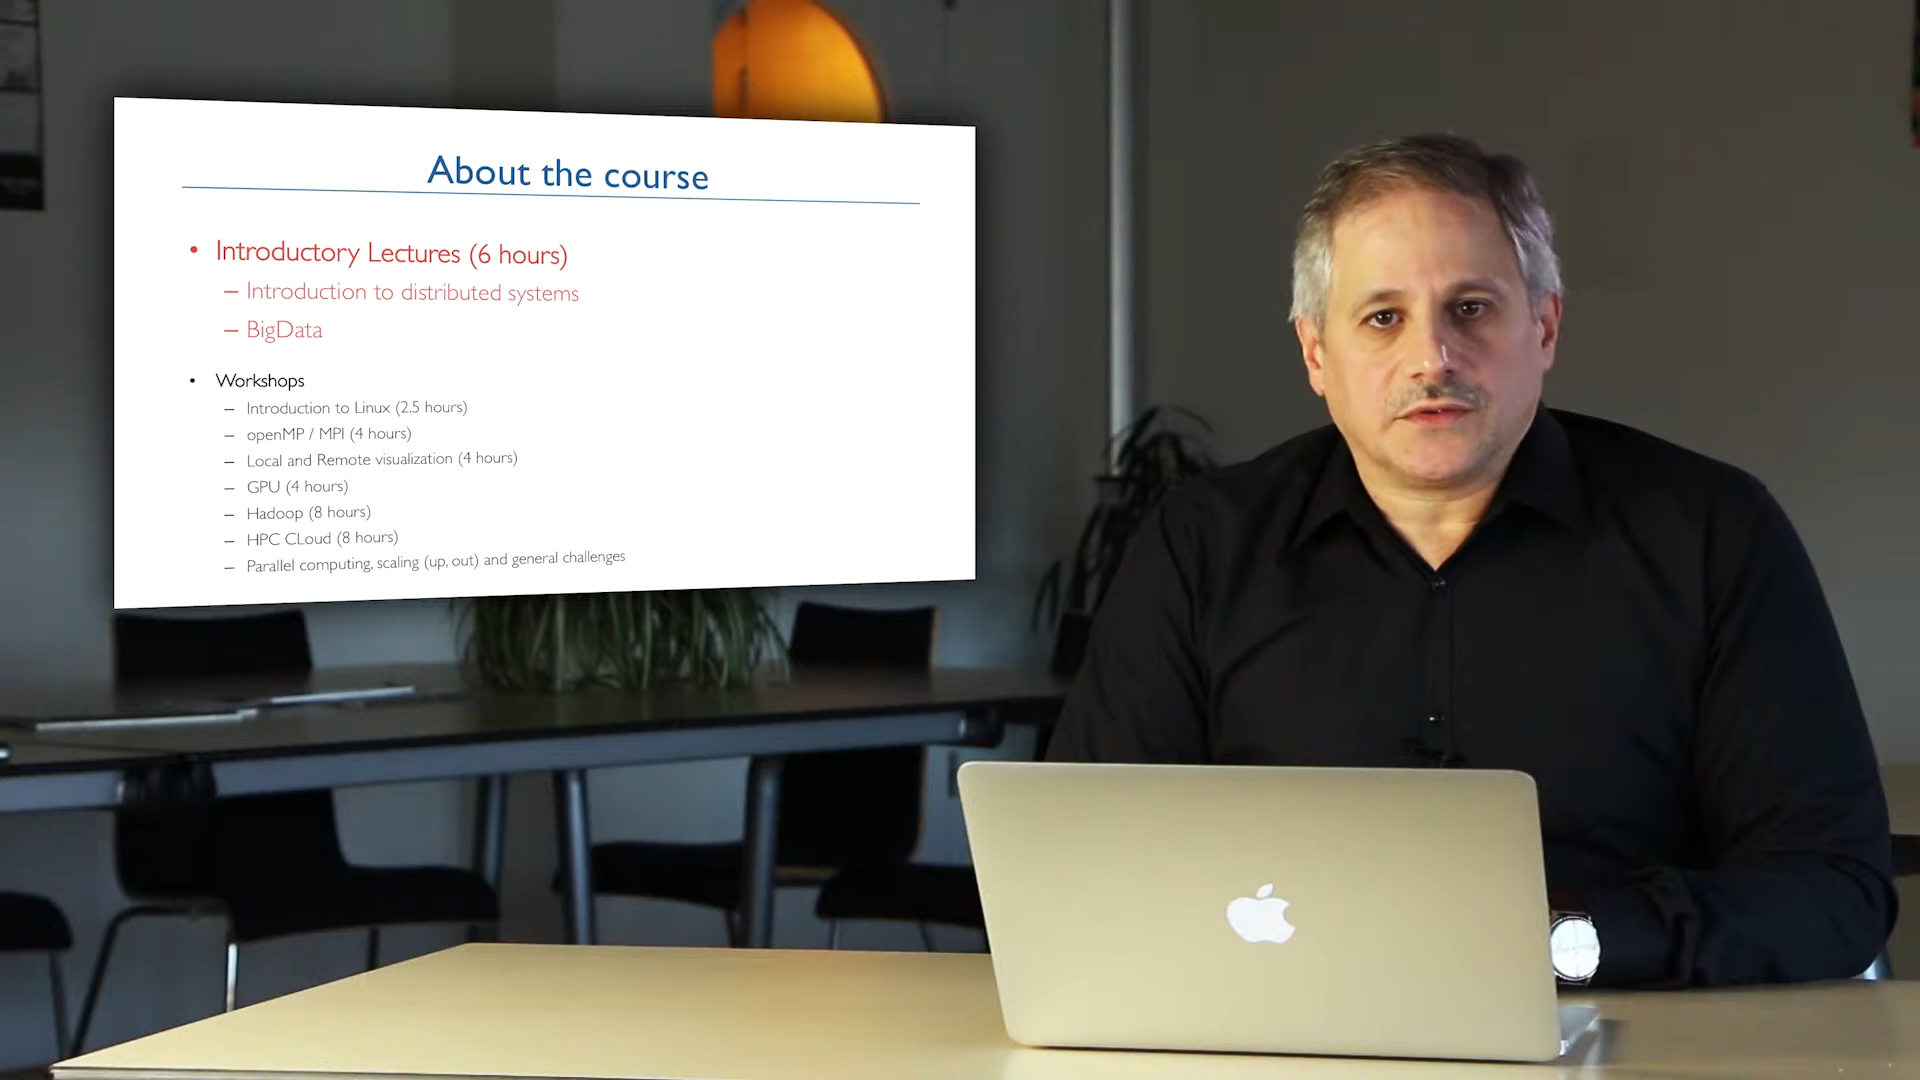 About the course
• Introductory Lectures (6 hours)
– Introduction to distributed systems
– BigData
• Workshops
– Introduction to Linux (2.5 hours)
– openMP / MPI (4 hours)
– Local and Remote visualization (4 hours)
– GPU (4 hours)
– Hadoop (8 hours)
– HPC CLoud (8 hours)
– Parallel computing, scaling (up, out) and general challenges